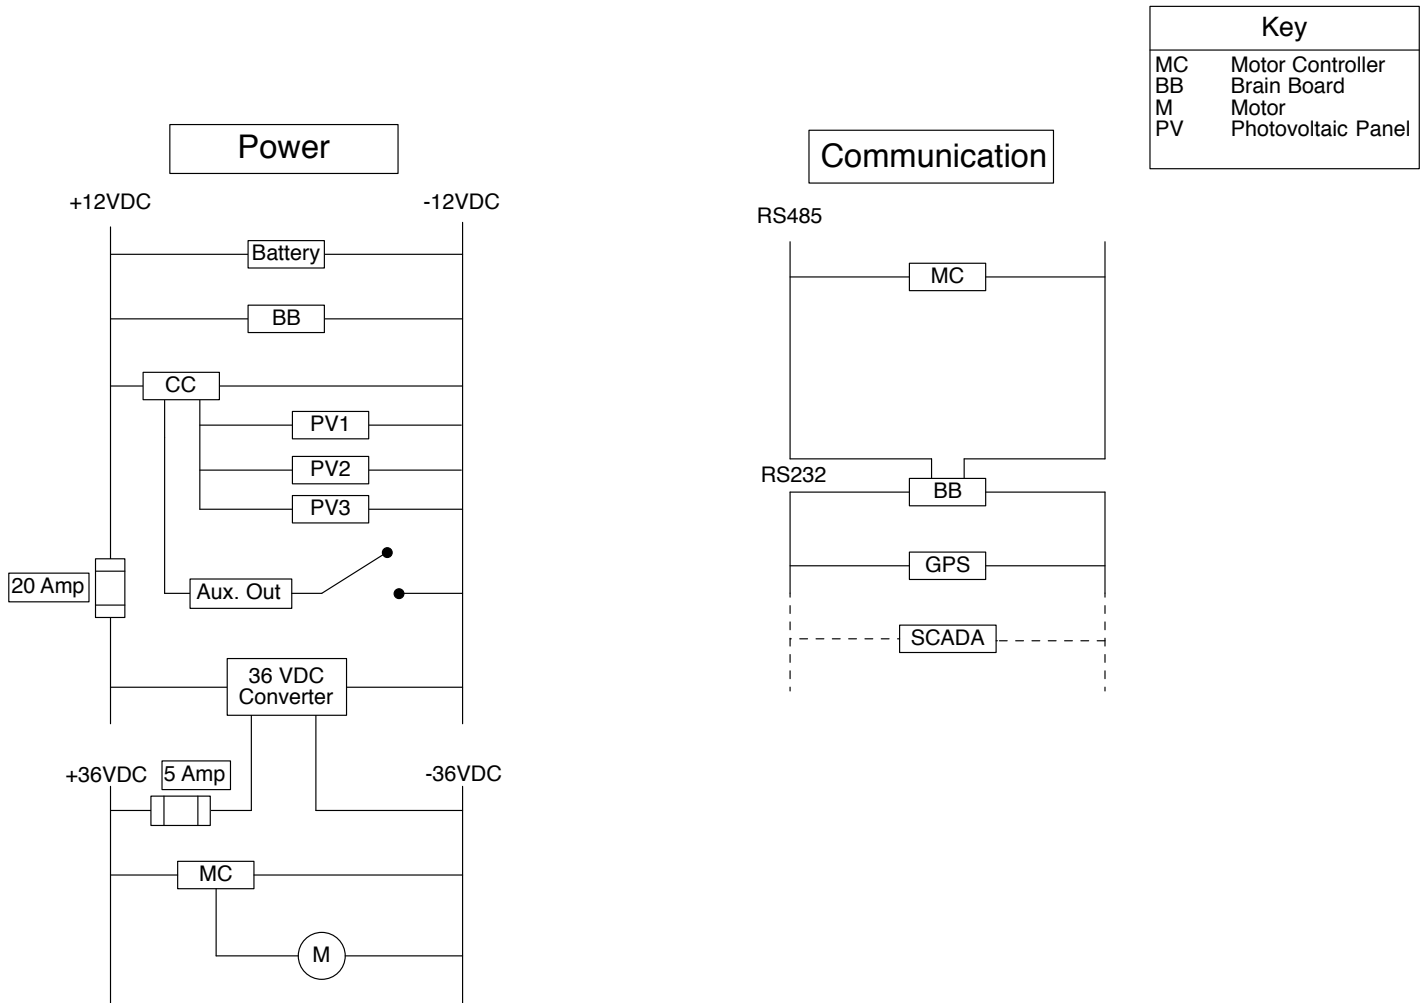 Key
MC Motor Controller
BB Brain Board
M Motor
PV Photovoltaic Panel
Power
+12VDC -12VDC
Battery
BB
CC
PV1
PV2
PV3
20 Amp
Aux. Out
36 VDC
Converter
+36VDC 5 Amp -36VDC
MC
M
Communication
RS485
MC
RS232
BB
GPS
SCADA